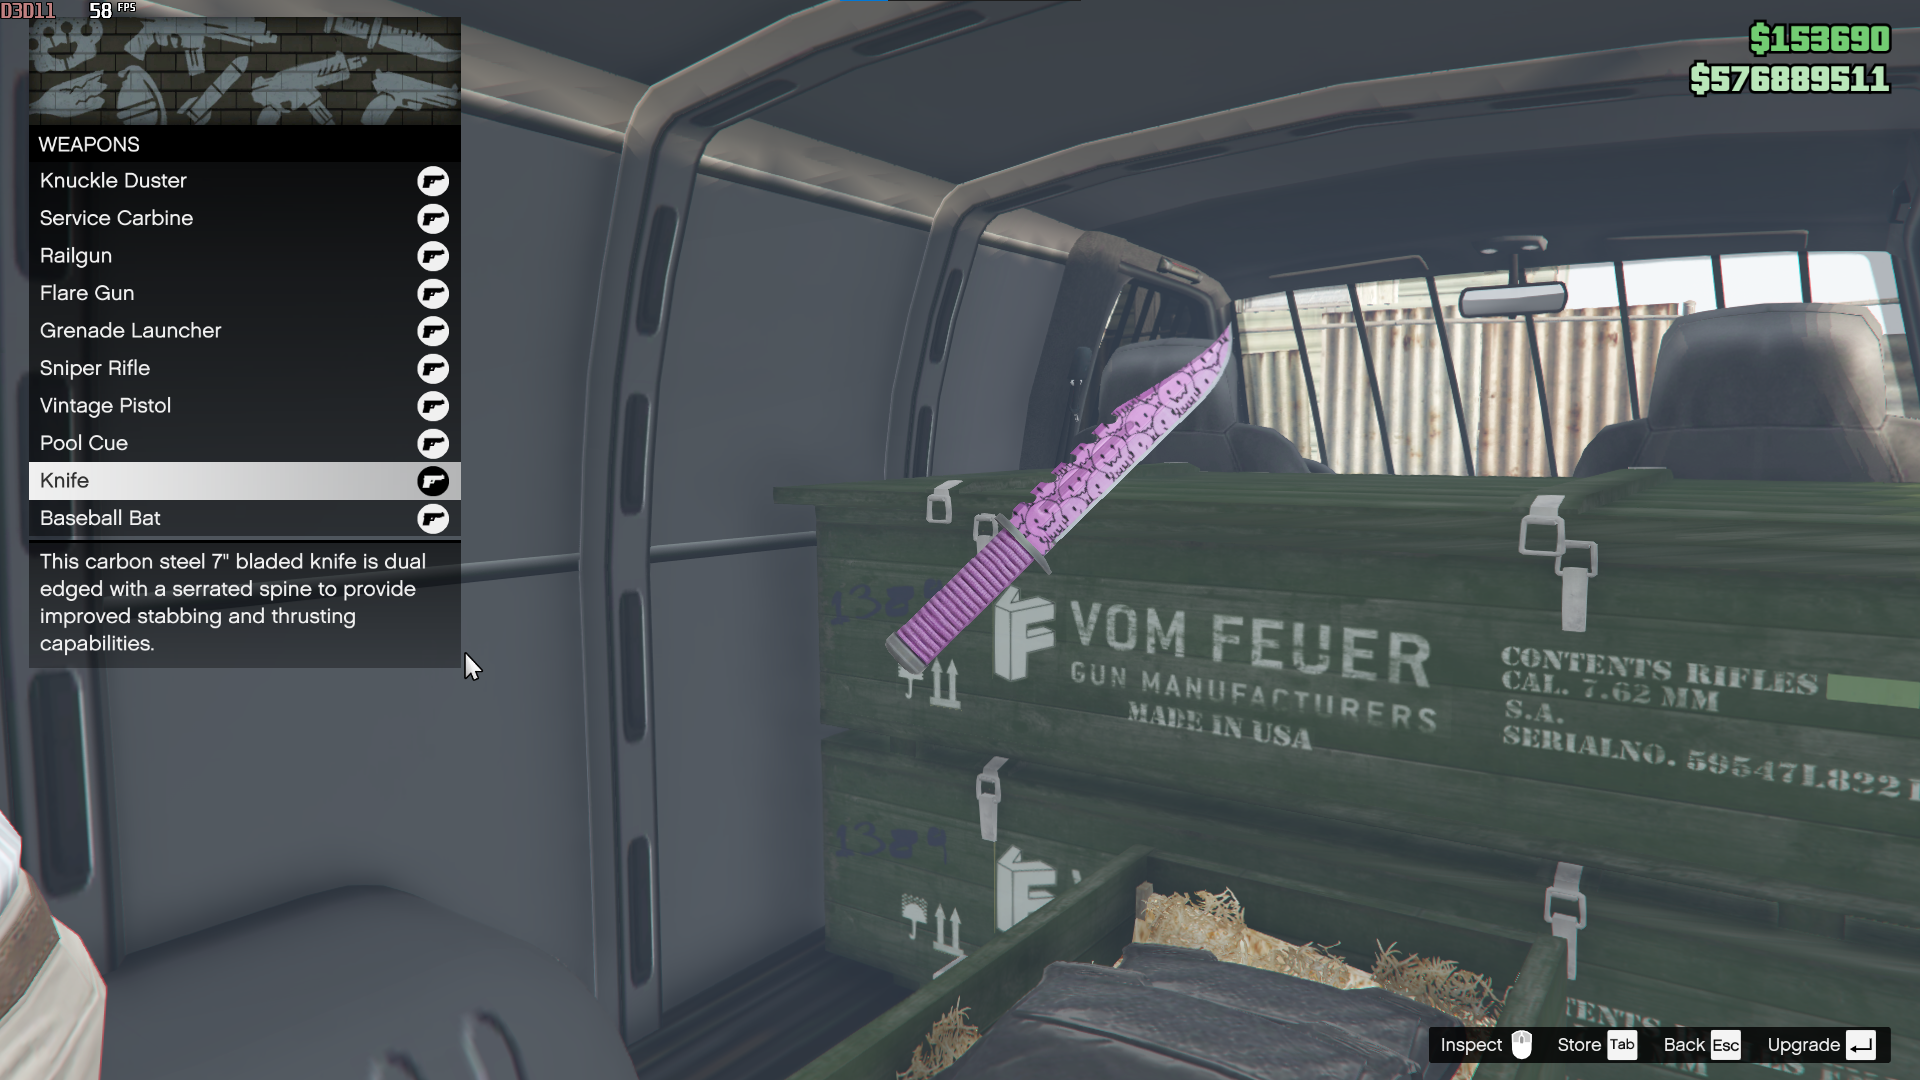 D3D11 58 FPS
$153690
$576889511
WEAPONS
Knuckle Duster
Service Carbine
Railgun
Flare Gun
Grenade Launcher
Sniper Rifle
Vintage Pistol
Pool Cue
Knife
Baseball Bat
This carbon steel 7" bladed knife is dual
edged with a serrated spine to provide
improved stabbing and thrusting
capabilities.
138
VOM FEUER
GUN MANUFACTURERS
MADE IN USA
CONTENTS RIFLES
CAL. 7.62 MM
S.A.
SERIALNO. 59547L8321
1389
Inspect Store Tab Back Esc Upgrade